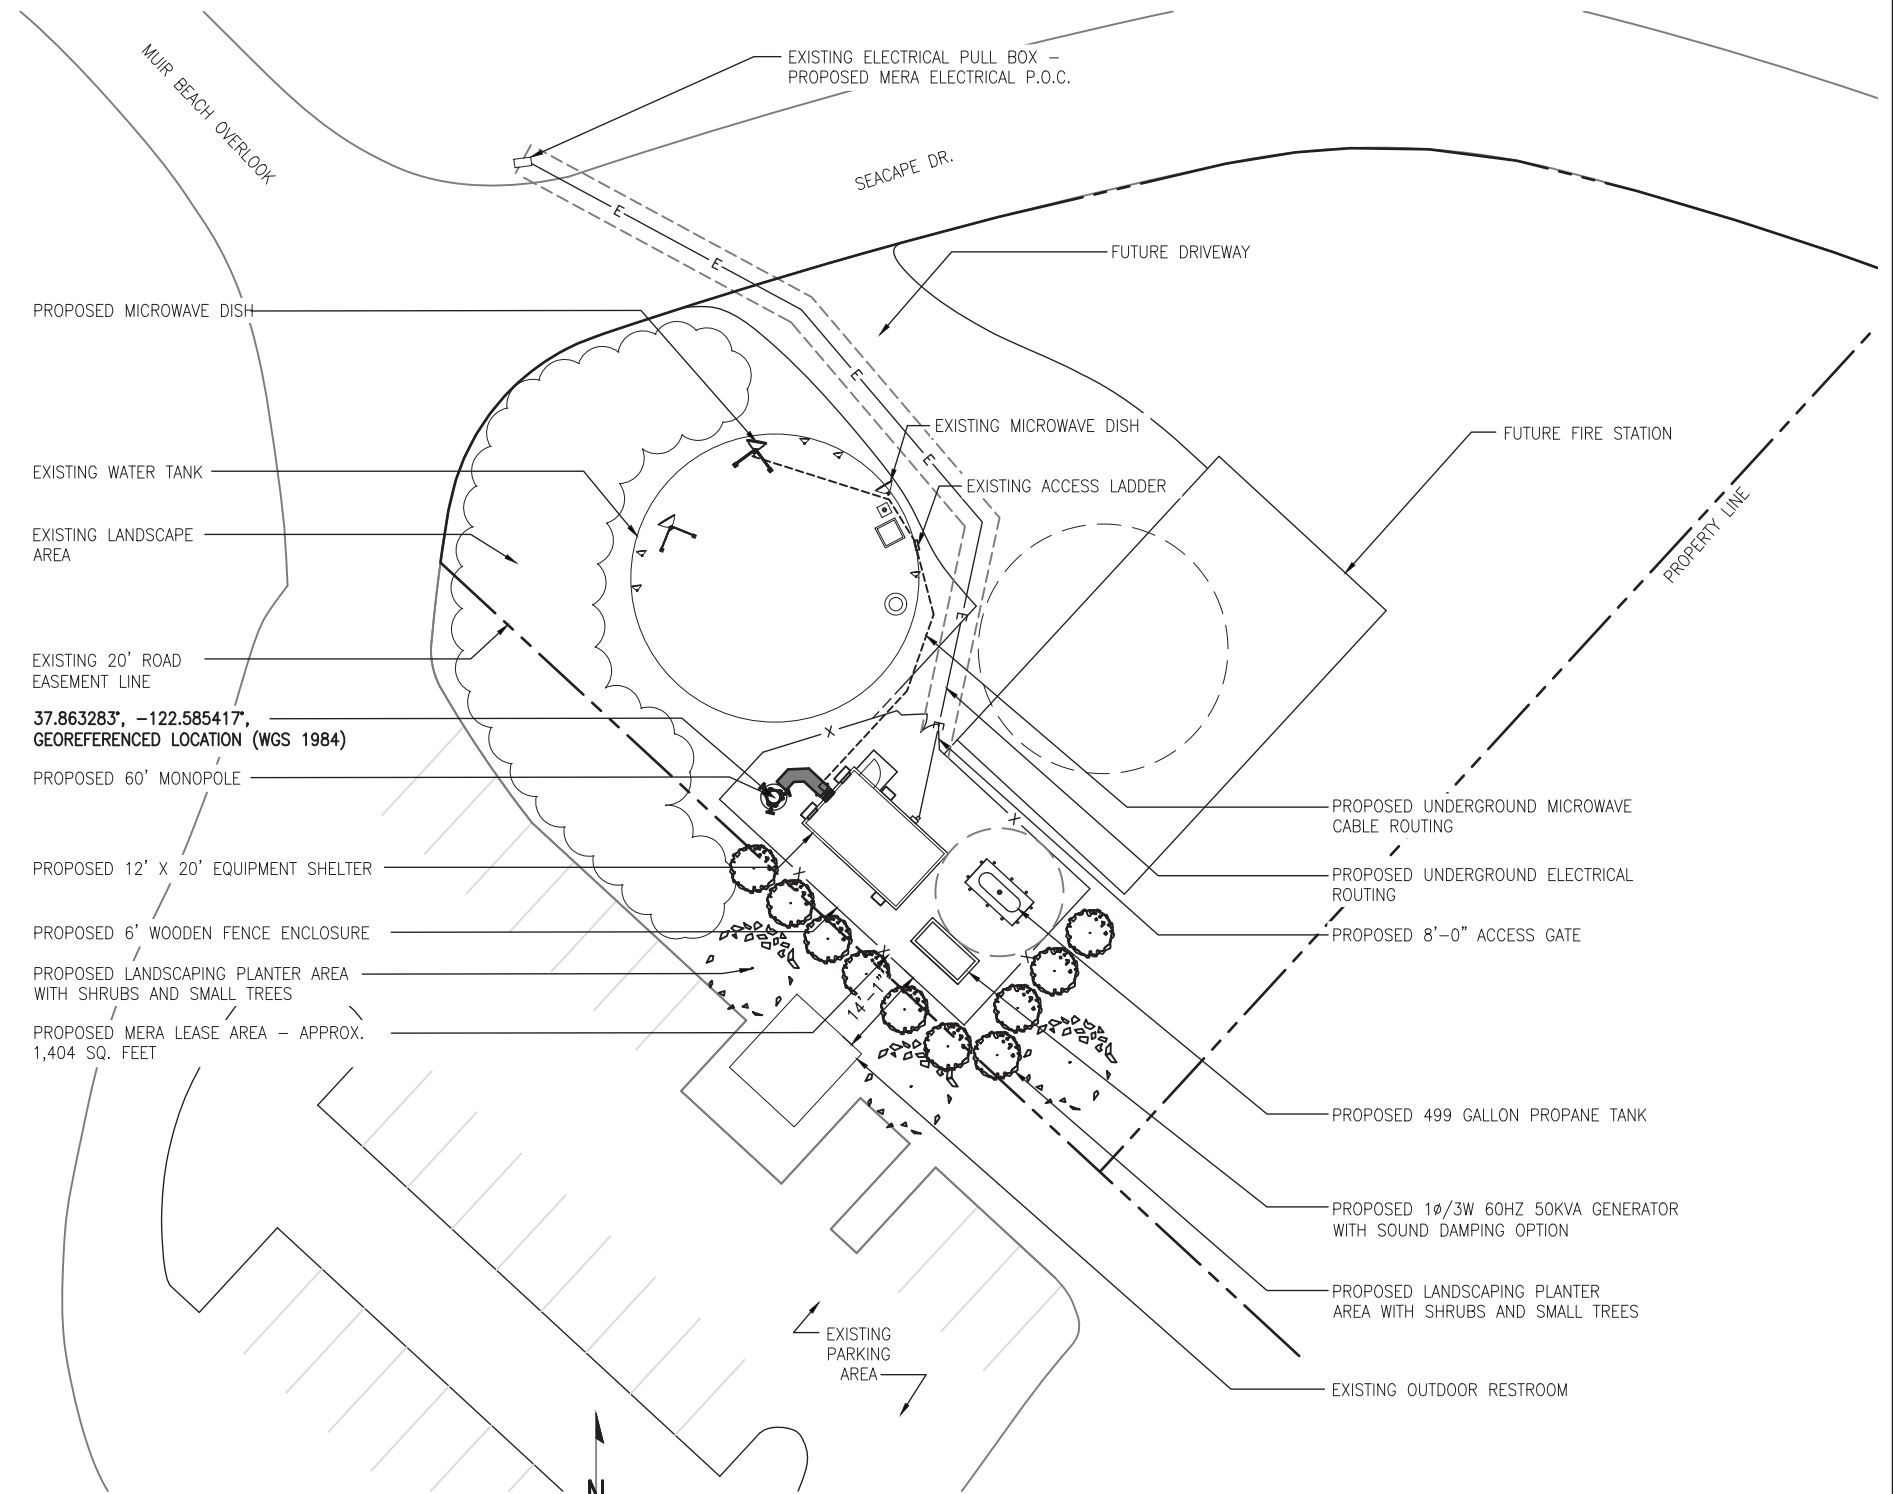 EXISTING ELECTRICAL PULL BOX –
PROPOSED MERA ELECTRICAL P.O.C.
MUIR BEACH OVERLOOK
SEACAPE DR.
E
E
FUTURE DRIVEWAY
PROPOSED MICROWAVE DISH
E
EXISTING MICROWAVE DISH
FUTURE FIRE STATION
E
EXISTING WATER TANK
EXISTING ACCESS LADDER
EXISTING LANDSCAPE
AREA
PROPERTY LINE
E
EXISTING 20' ROAD
EASEMENT LINE
37.863283°, –122.585417°,
GEOREFERENCED LOCATION (WGS 1984)
X
E
PROPOSED 60' MONOPOLE
PROPOSED UNDERGROUND MICROWAVE
CABLE ROUTING
X
PROPOSED 12' X 20' EQUIPMENT SHELTER
X
PROPOSED UNDERGROUND ELECTRICAL
ROUTING
PROPOSED 6' WOODEN FENCE ENCLOSURE
PROPOSED 8'–0" ACCESS GATE
X
X
PROPOSED LANDSCAPING PLANTER AREA
WITH SHRUBS AND SMALL TREES
14'–1"
PROPOSED MERA LEASE AREA – APPROX.
1,404 SQ. FEET
PROPOSED 499 GALLON PROPANE TANK
PROPOSED 1ø/3W 60HZ 50KVA GENERATOR
WITH SOUND DAMPING OPTION
PROPOSED LANDSCAPING PLANTER
AREA WITH SHRUBS AND SMALL TREES
EXISTING
PARKING
AREA
EXISTING OUTDOOR RESTROOM
N